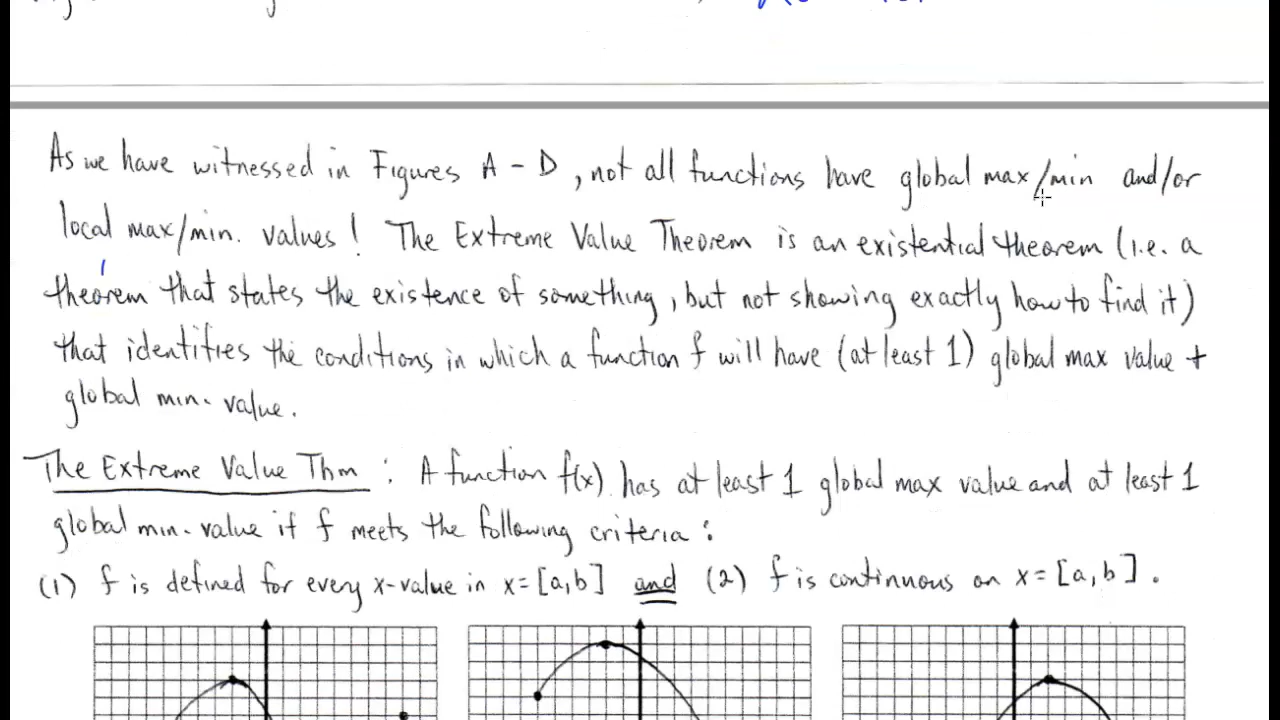 As we have witnessed in Figures A - D, not all functions have global max/min and/or
local max/min. values! The Extreme Value Theorem is an existential theorem (i.e. a
theorem that states the existence of something, but not showing exactly how to find it)
that identifies the conditions in which a function f will have (at least 1) global max value +
global min. value.
The Extreme Value Thm : A function f(x) has at least 1 global max value and at least 1
global min. value if f meets the following criteria :
(1) f is defined for every x-value in x=[a,b] and (2) f is continuous on x=[a,b].